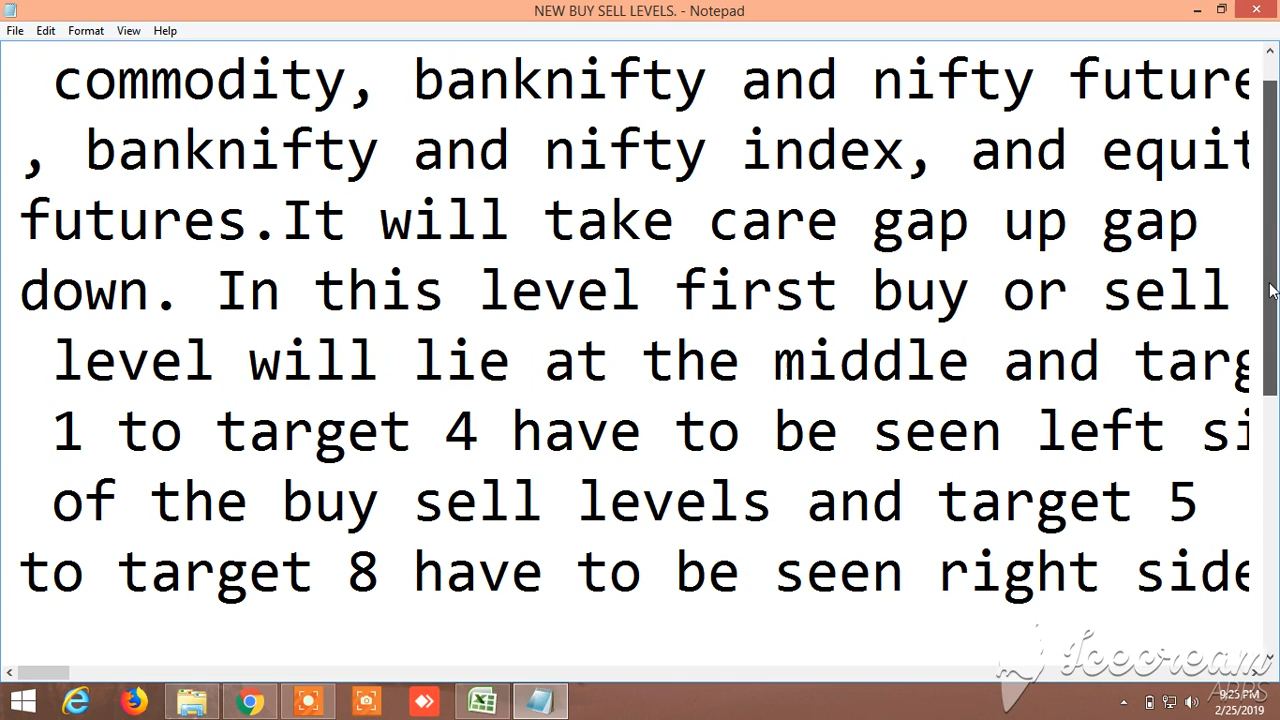 NEW BUY SELL LEVELS. - Notepad
File Edit Format View Help
commodity, banknifty and nifty future
, banknifty and nifty index, and equit
futures.It will take care gap up gap
down. In this level first buy or sell
level will lie at the middle and targ
1 to target 4 have to be seen left si
of the buy sell levels and target 5
to target 8 have to be seen right side
Icecream
APPS
9:25 PM
2/25/2019